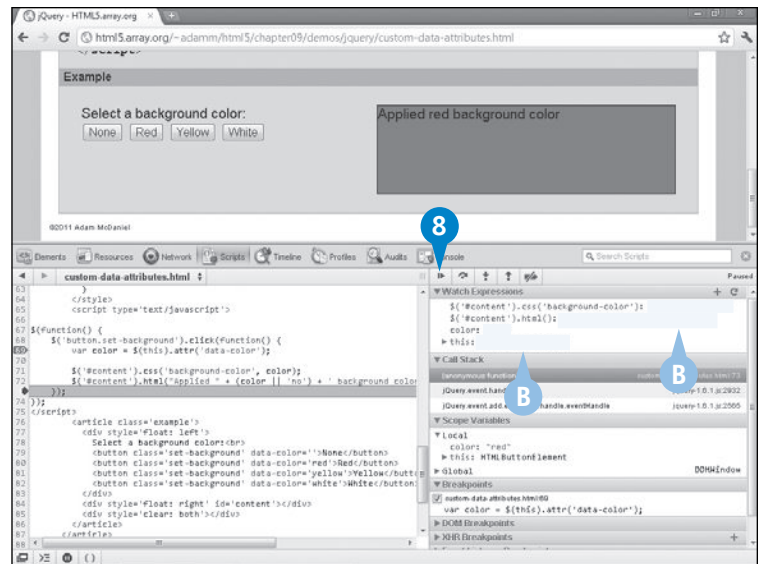 jQuery - HTML5.array.org
html5.array.org/~adamm/html5/chapter09/demos/jquery/custom-data-attributes.html
</script>
Example
Select a background color:
None Red Yellow White
Applied red background color
©2011 Adam McDaniel
8
Elements Resources Network Scripts Timeline Profiles Audits Console
Search Scripts
custom-data-attributes.html
Paused
63 }
64 </style>
65 <script type='text/javascript'>
66
67 $(function() {
68 $('button.set-background').click(function() {
69 var color = $(this).attr('data-color');
70
71 $('#content').css('background-color', color);
72 $('#content').html("Applied " + (color || 'no') + ' background color
});
74 });
75 </script>
76 <article class='example'>
77 <div style='float: left'>
78 Select a background color:<br>
79 <button class='set-background' data-color=''>None</button>
80 <button class='set-background' data-color='red'>Red</button>
81 <button class='set-background' data-color='yellow'>Yellow</butt
82 <button class='set-background' data-color='white'>White</button
83 </div>
84 <div style='float: right' id='content'></div>
85 <div style='clear: both'></div>
86 </article>
87 </article>
88
Watch Expressions
$('#content').css('background-color'):
$('#content').html();
color:
this:
B
B
Call Stack
(anonymous function)
jQuery.event.hand
jquery-1.6.1.js:2932
jQuery.event.add.e
handle.eventHandle
jquery-1.6.1.js:2566
Scope Variables
Local
color: "red"
this: HTMLButtonElement
Global
DOMWindow
Breakpoints
custom-data-attributes.html:69
var color = $(this).attr('data-color');
DOM Breakpoints
XHR Breakpoints